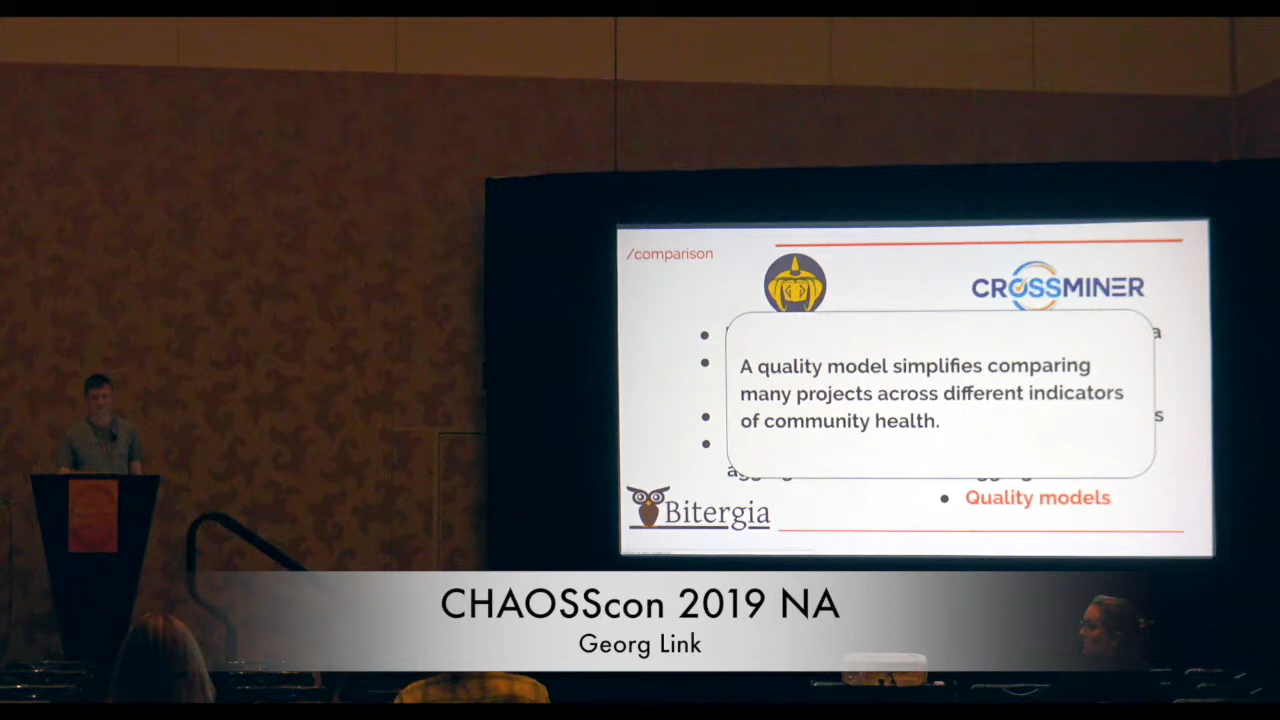 /comparison
CROSSMINER
A quality model simplifies comparing
many projects across different indicators
of community health.
Quality models
Bitergia
CHAOSScon 2019 NA
Georg Link